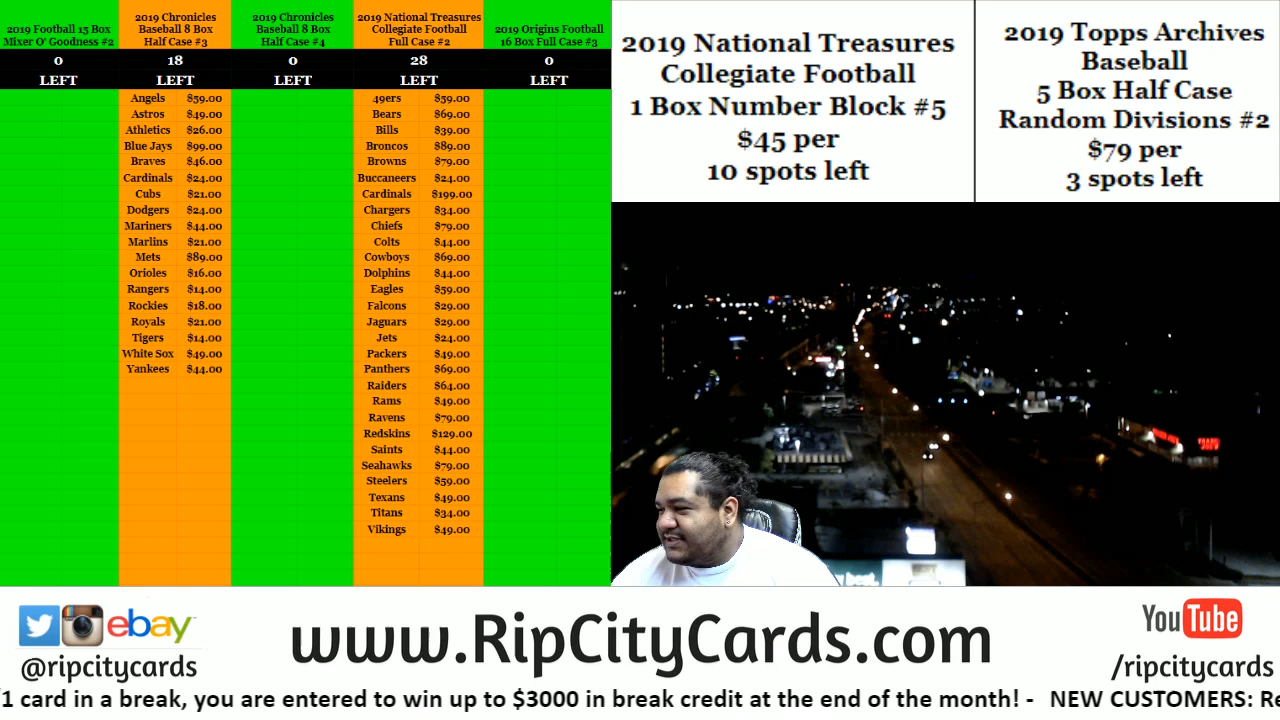 2019 Football 15 Box
Mixer O' Goodness #2
0
LEFT
2019 Chronicles
Baseball 8 Box
Half Case #3
18
LEFT
Angels $59.00
Astros $49.00
Athletics $26.00
Blue Jays $99.00
Braves $46.00
Cardinals $24.00
Cubs $21.00
Dodgers $24.00
Mariners $44.00
Marlins $21.00
Mets $89.00
Orioles $16.00
Rangers $14.00
Rockies $18.00
Royals $21.00
Tigers $14.00
White Sox $49.00
Yankees $44.00
2019 Chronicles
Baseball 8 Box
Half Case #4
0
LEFT
2019 National Treasures
Collegiate Football
Full Case #2
28
LEFT
49ers $59.00
Bears $69.00
Bills $39.00
Broncos $89.00
Browns $79.00
Buccaneers $24.00
Cardinals $199.00
Chargers $34.00
Chiefs $79.00
Colts $44.00
Cowboys $69.00
Dolphins $44.00
Eagles $59.00
Falcons $29.00
Jaguars $29.00
Jets $24.00
Packers $49.00
Panthers $69.00
Raiders $64.00
Rams $49.00
Ravens $79.00
Redskins $129.00
Saints $44.00
Seahawks $79.00
Steelers $59.00
Texans $49.00
Titans $34.00
Vikings $49.00
2019 Origins Football
16 Box Full Case #3
0
LEFT
2019 National Treasures
Collegiate Football
1 Box Number Block #5
$45 per
10 spots left
2019 Topps Archives
Baseball
5 Box Half Case
Random Divisions #2
$79 per
3 spots left
ebay
@ripcitycards
www.RipCityCards.com
YouTube
/ripcitycards
1 card in a break, you are entered to win up to $3000 in break credit at the end of the month! - NEW CUSTOMERS: Re